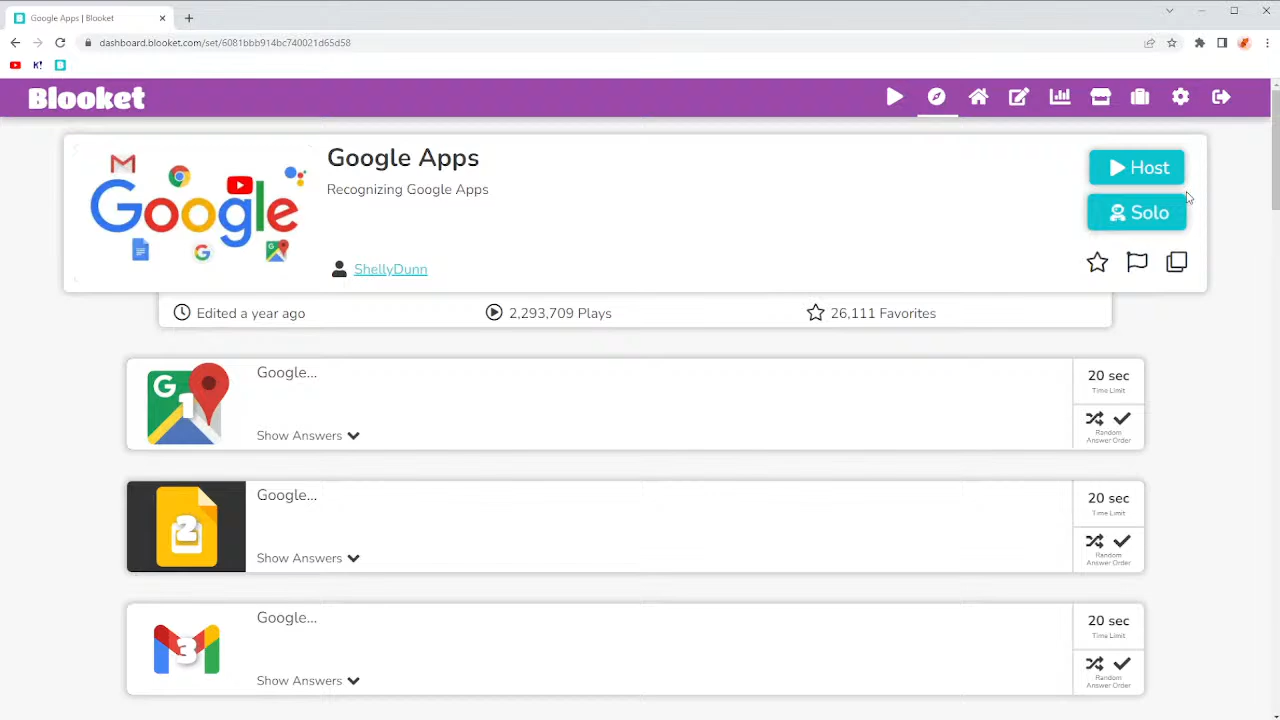 Google Apps | Blooket
dashboard.blooket.com/set/6081bbb914bc740021d65d58
K!
Blooket
Google
Google Apps
Recognizing Google Apps
ShellyDunn
Host
Solo
Edited a year ago
2,293,709 Plays
26,111 Favorites
G
1
Google...
Show Answers
20 sec
Time Limit
Random
Answer Order
2
Google...
Show Answers
20 sec
Time Limit
Random
Answer Order
3
Google...
Show Answers
20 sec
Time Limit
Random
Answer Order